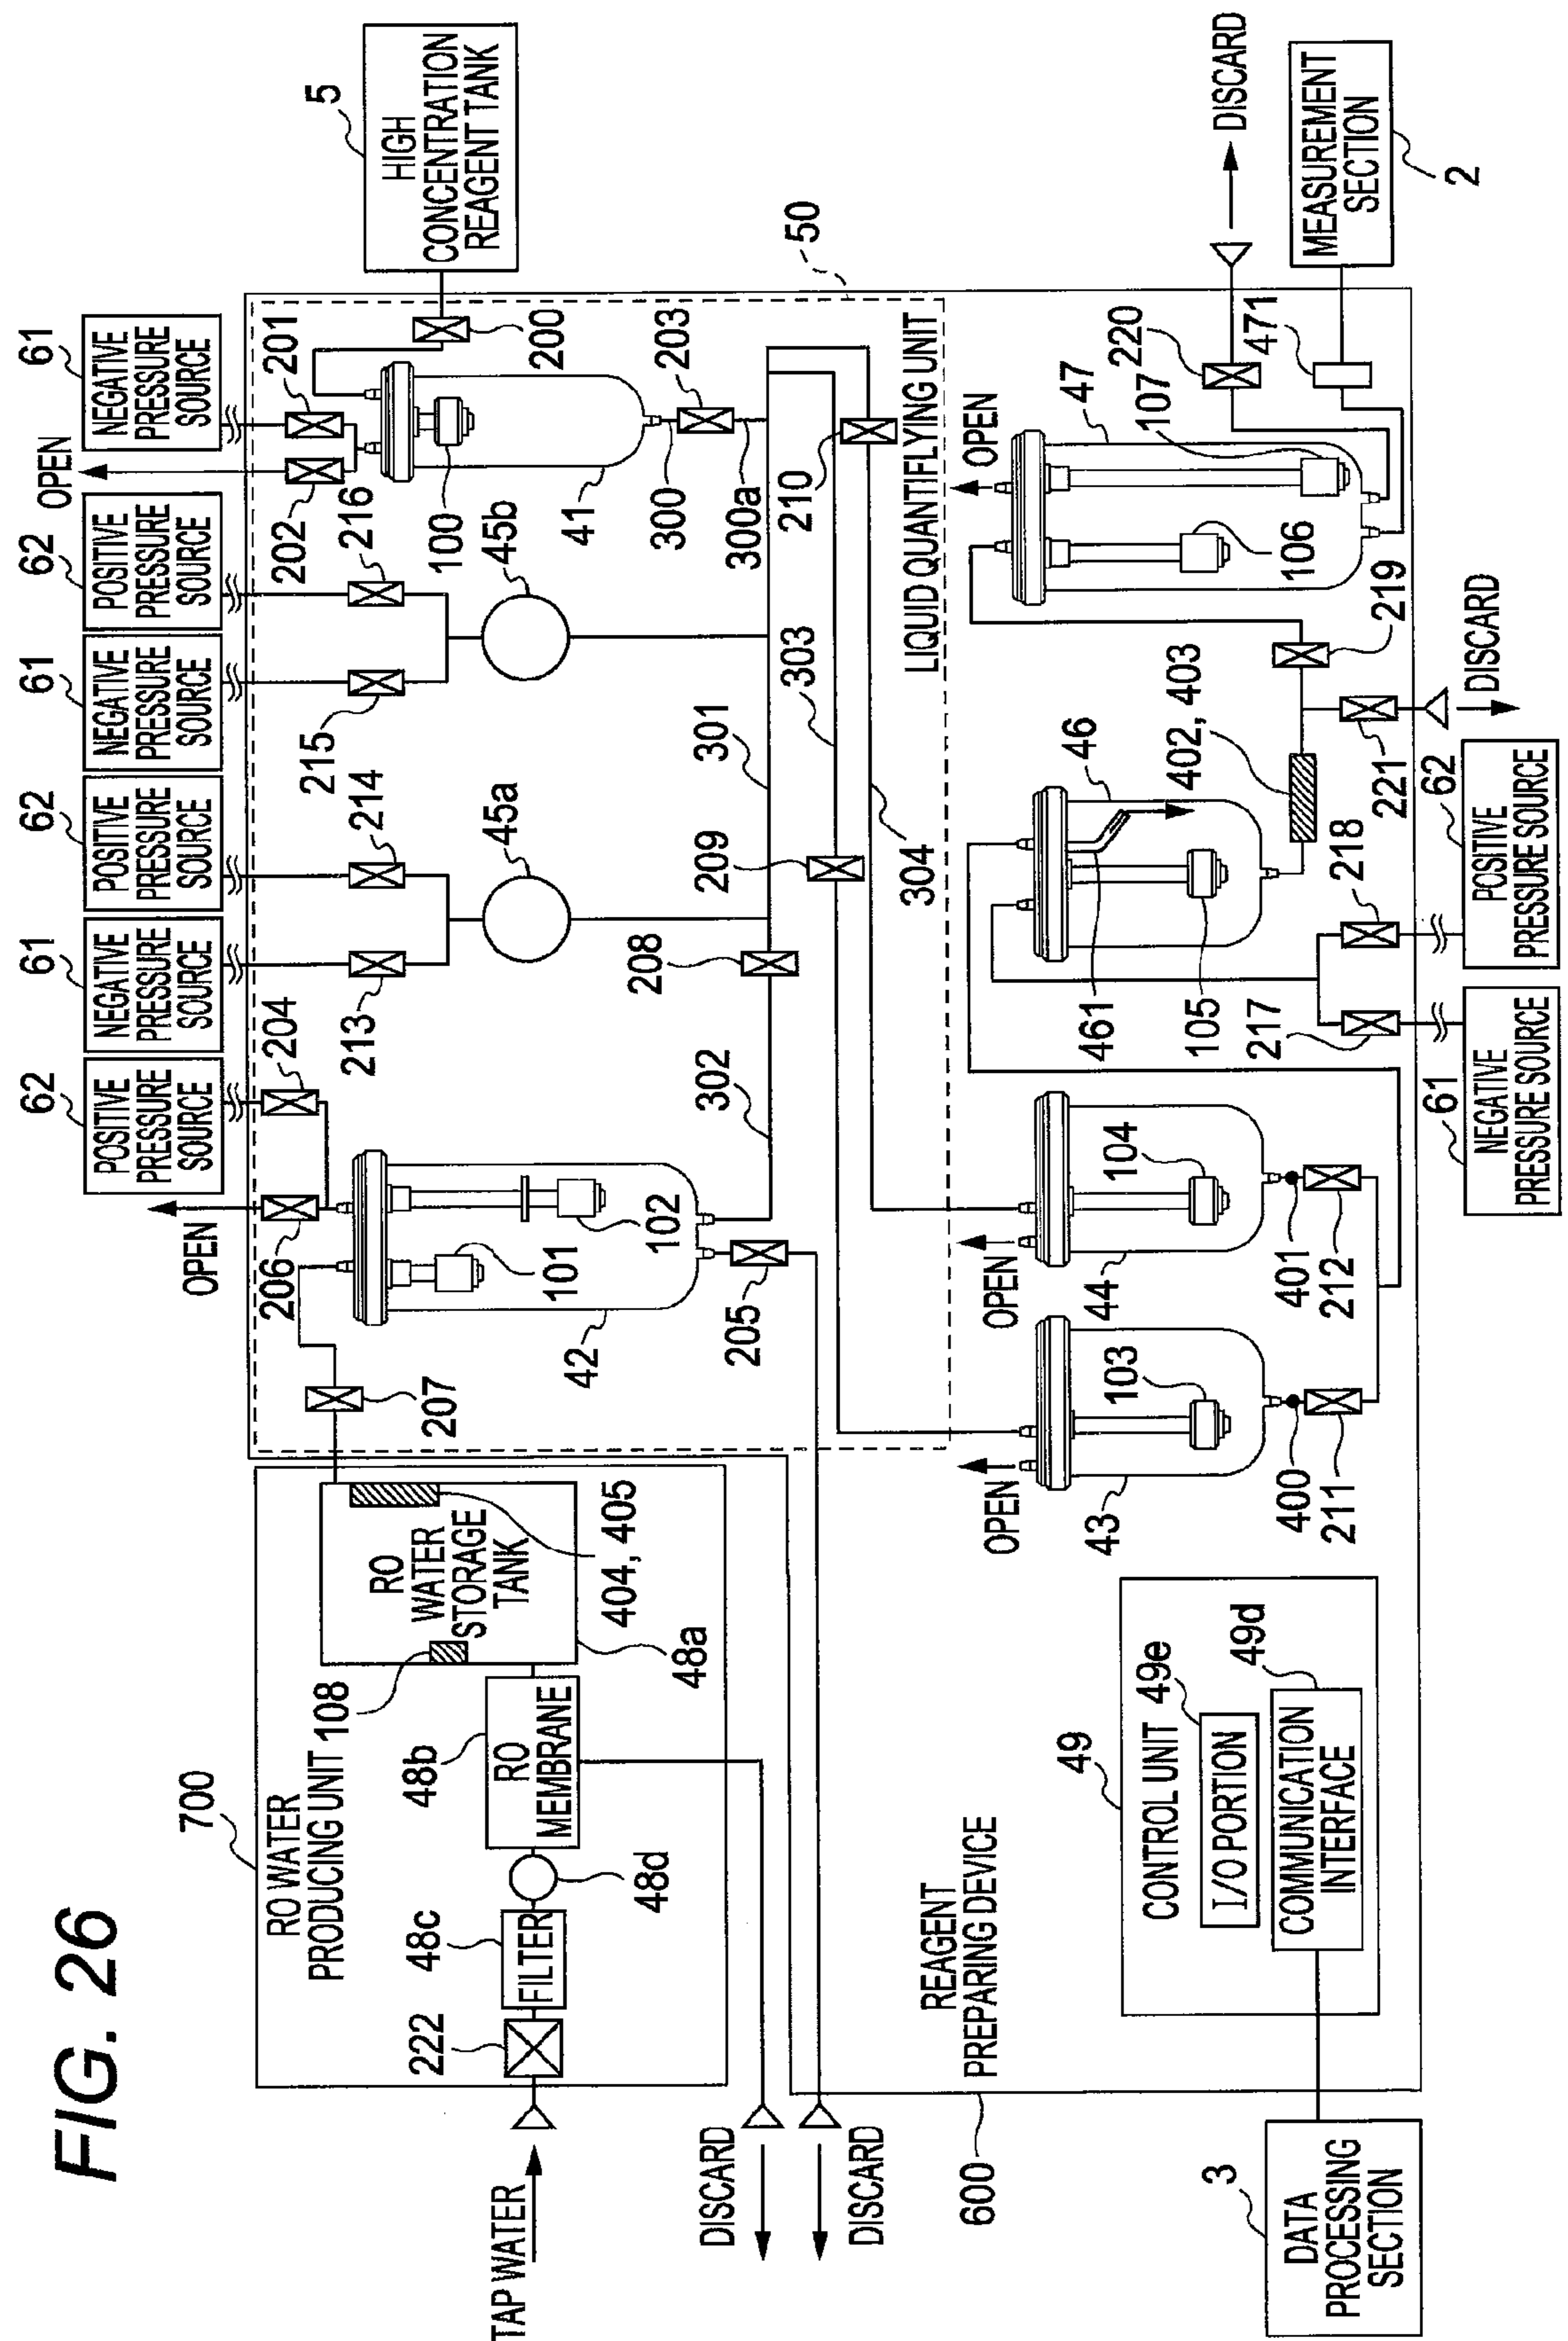 FIG. 26
700
RO WATER
PRODUCING UNIT
TAP WATER
222
FILTER
48c
48d
RO
MEMBRANE
48b
108
RO
WATER
STORAGE
TANK
48a
404, 405
DISCARD
DISCARD
OPEN
62
POSITIVE
PRESSURE
SOURCE
61
NEGATIVE
PRESSURE
SOURCE
62
POSITIVE
PRESSURE
SOURCE
61
NEGATIVE
PRESSURE
SOURCE
62
POSITIVE
PRESSURE
SOURCE
OPEN
61
NEGATIVE
PRESSURE
SOURCE
5
HIGH
CONCENTRATION
REAGENT TANK
207
206
204
213
214
215
216
202
201
200
42
101
102
205
45a
45b
100
41
300
203
300a
302
208
301
209
303
210
304
50
LIQUID QUANTIFLYING UNIT
REAGENT
PREPARING DEVICE
600
OPEN
43
103
400
211
OPEN
44
104
401
212
461
105
46
402, 403
217
218
221
219
OPEN
47
106
107
220
471
DISCARD
DISCARD
61
NEGATIVE
PRESSURE SOURCE
62
POSITIVE
PRESSURE SOURCE
MEASUREMENT
SECTION
2
49
CONTROL UNIT
49e
I/O PORTION
49d
COMMUNICATION
INTERFACE
3
DATA
PROCESSING
SECTION